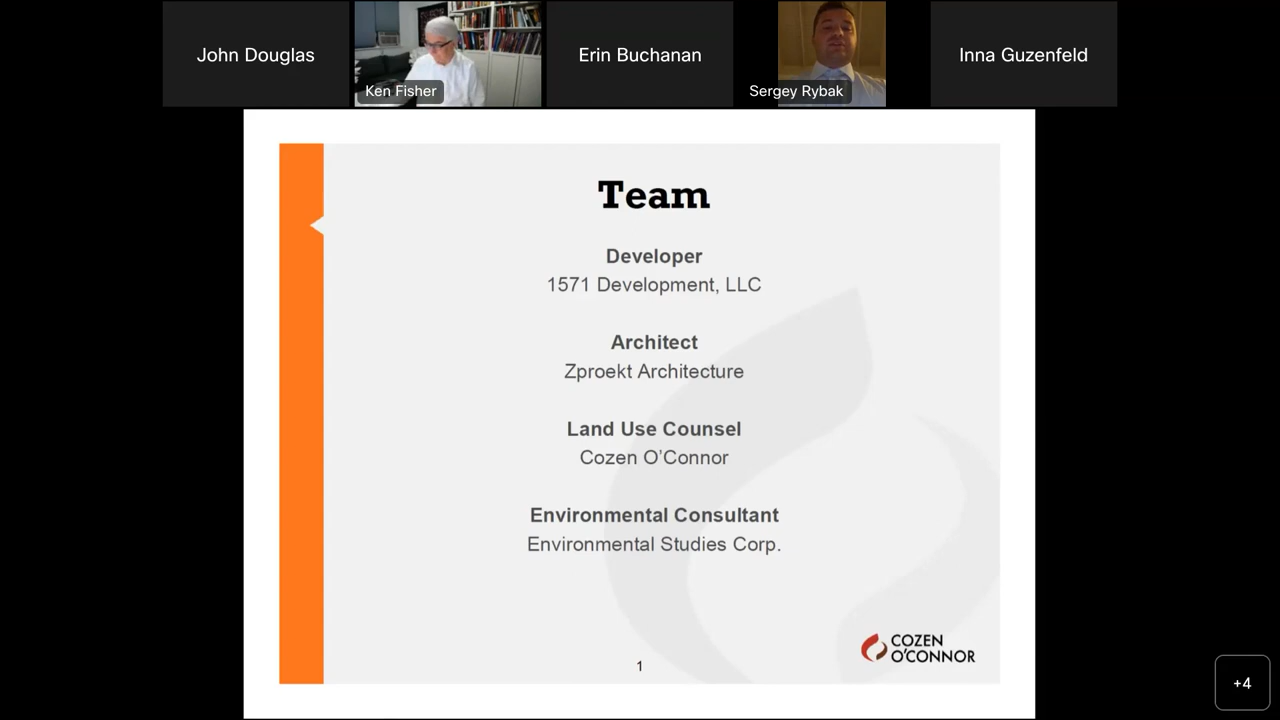 John Douglas
Ken Fisher
Erin Buchanan
Sergey Rybak
Inna Guzenfeld
Team
Developer
1571 Development, LLC
Architect
Zproekt Architecture
Land Use Counsel
Cozen O’Connor
Environmental Consultant
Environmental Studies Corp.
1
COZEN
O’CONNOR
+4